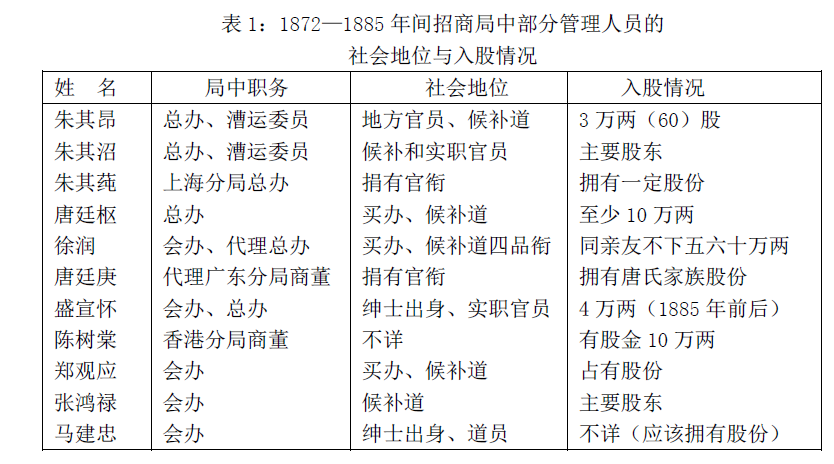 表 1：1872—1885 年间招商局中部分管理人员的
社会地位与入股情况
姓 名 局中职务 社会地位 入股情况
朱其昂 总办、漕运委员 地方官员、候补道 3 万两（60）股
朱其沼 总办、漕运委员 候补和实职官员 主要股东
朱其莼 上海分局总办 捐有官衔 拥有一定股份
唐廷枢 总办 买办、候补道 至少 10 万两
徐润 会办、代理总办 买办、候补道四品衔 同亲友不下五六十万两
唐廷庚 代理广东分局商董 捐有官衔 拥有唐氏家族股份
盛宣怀 会办、总办 绅士出身、实职官员 4 万两（1885 年前后）
陈树棠 香港分局商董 不详 有股金 10 万两
郑观应 会办 买办、候补道 占有股份
张鸿禄 会办 候补道 主要股东
马建忠 会办 绅士出身、道员 不详（应该拥有股份）